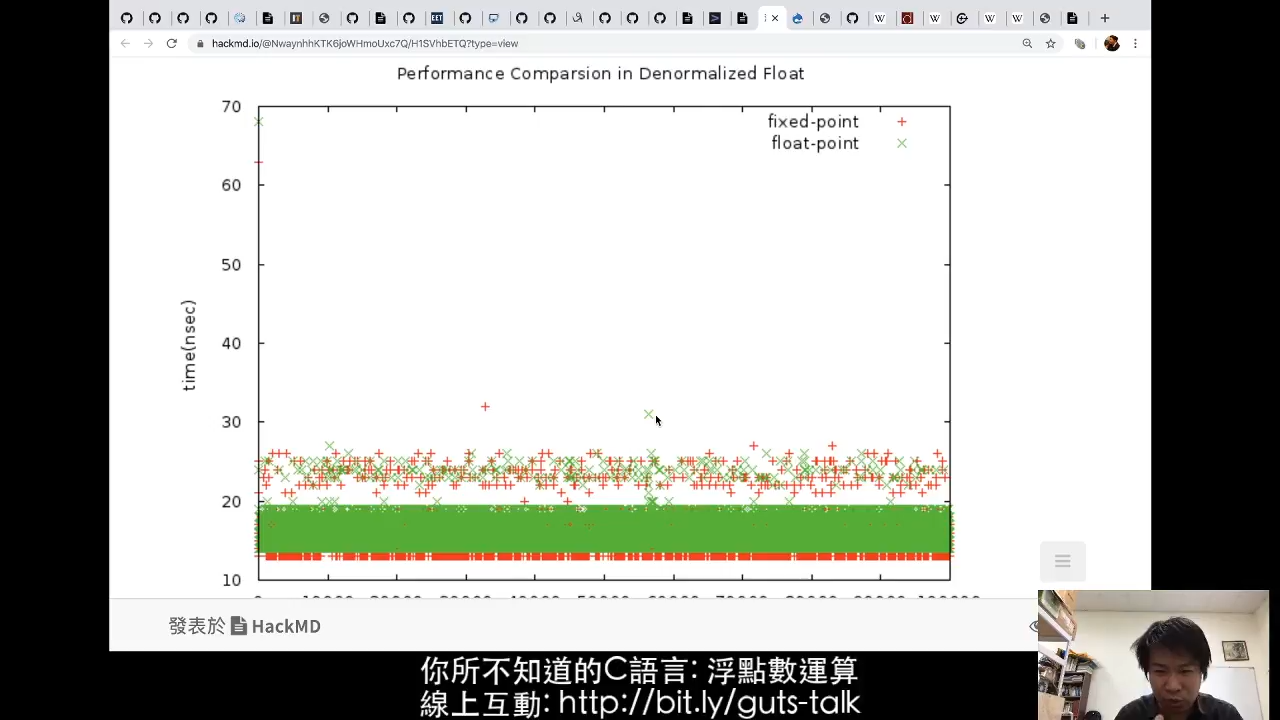 hackmd.io/@NwaynhhKTK6joWHmoUxc7Q/H1SVhbETQ?type=view
Performance Comparsion in Denormalized Float
fixed-point
float-point
70
60
50
40
30
20
10
time(nsec)
發表於 HackMD
你所不知道的C語言: 浮點數運算
線上互動: http://bit.ly/guts-talk